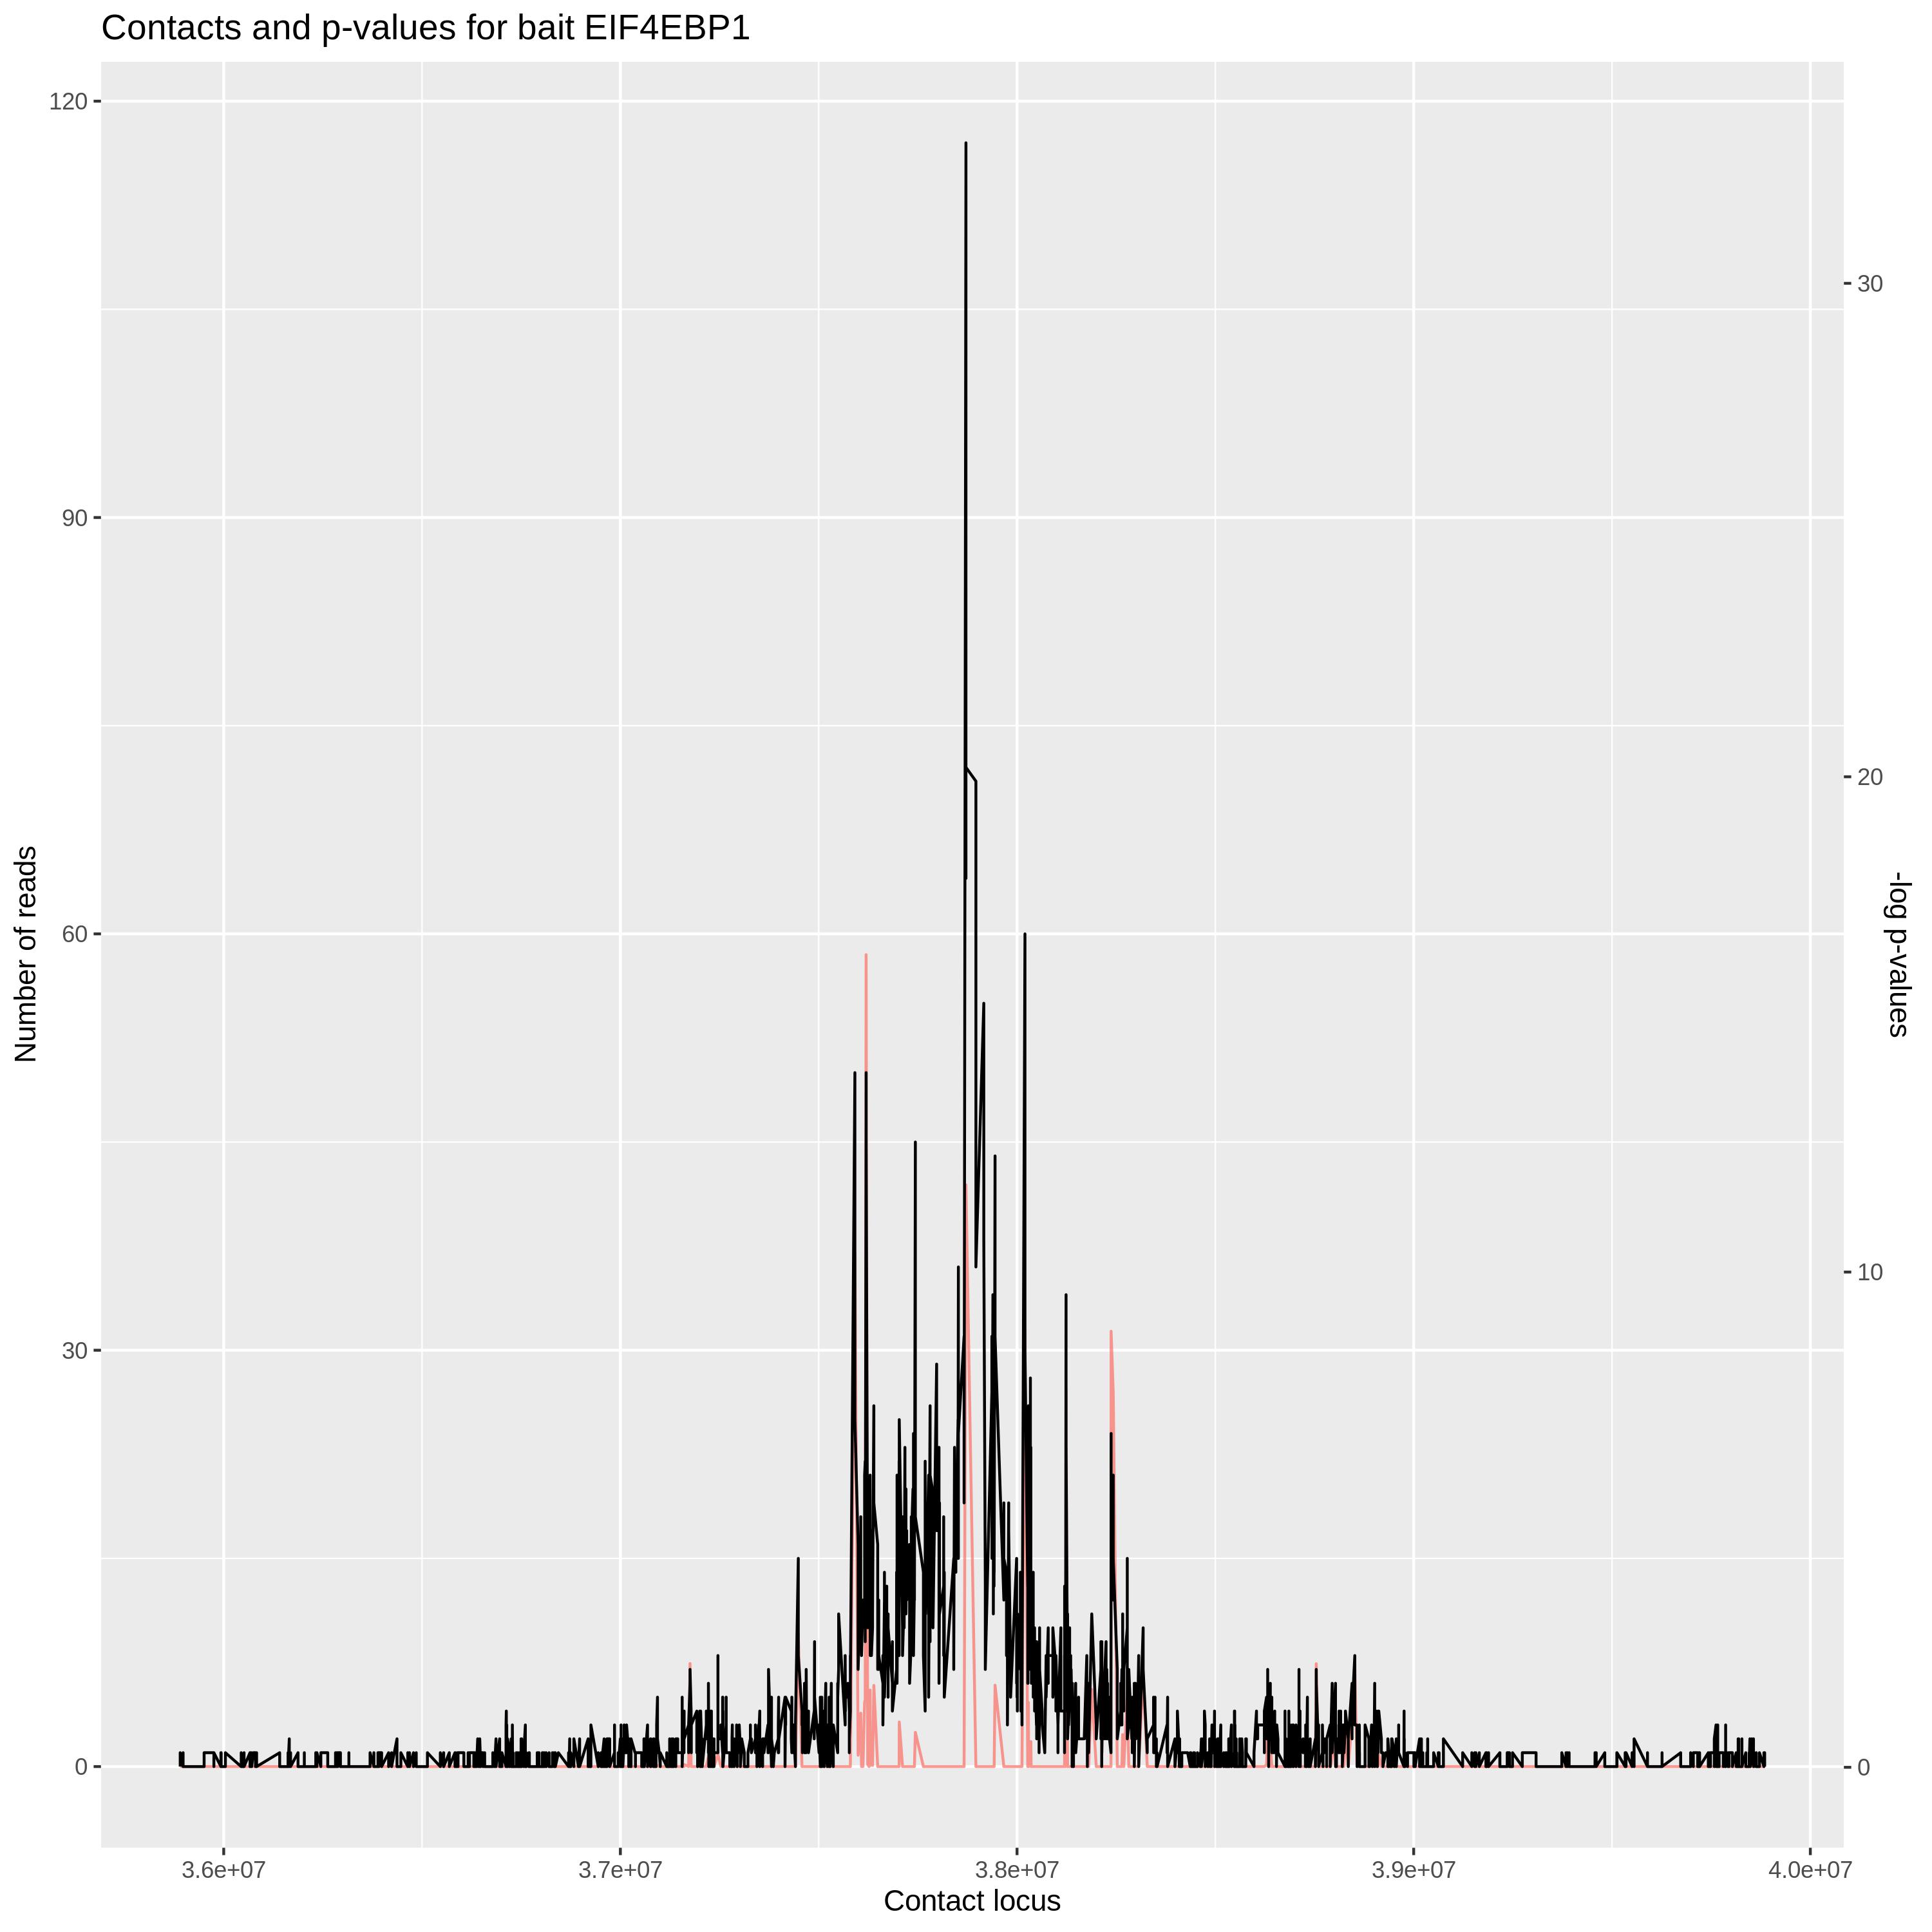 Contacts and p-values for bait EIF4EBP1
120
90
60
30
0
Number of reads
30
20
10
0
-log p-values
3.6e+07
3.7e+07
3.8e+07
3.9e+07
4.0e+07
Contact locus